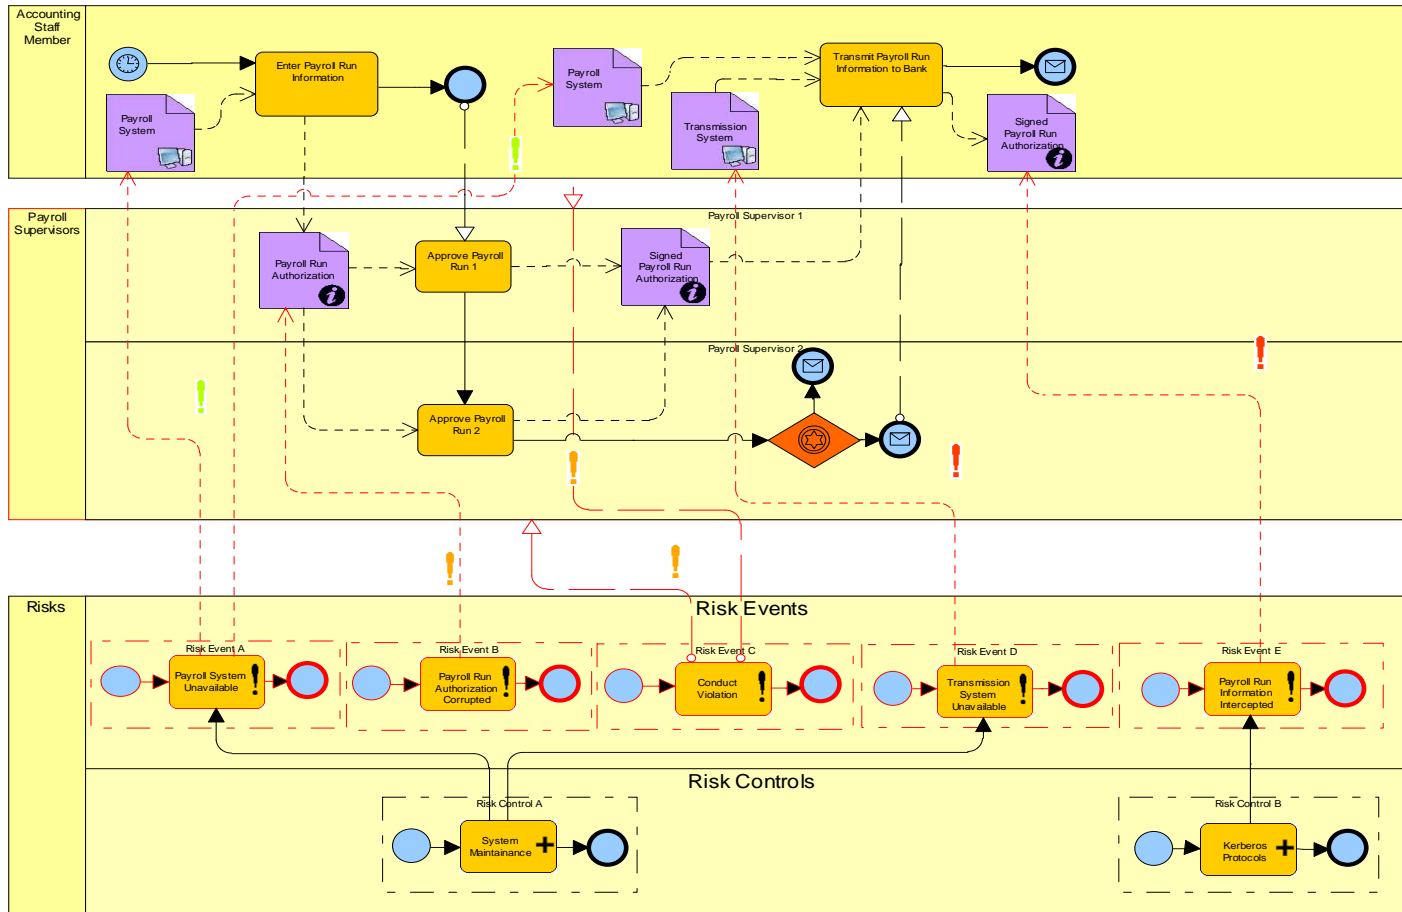 Accounting
Staff
Member
Enter Payroll Run
Information
Payroll
System
Payroll
System
Transmission
System
Transmit Payroll Run
Information to Bank
Signed
Payroll Run
Authorization
Payroll
Supervisors
Payroll Supervisor 1
Payroll Run
Authorization
Approve Payroll
Run 1
Signed
Payroll Run
Authorization
Payroll Supervisor 2
Approve Payroll
Run 2
Risks
Risk Events
Risk Event A
Payroll System
Unavailable
Risk Event B
Payroll Run
Authorization
Corrupted
Risk Event C
Conduct
Violation
Risk Event D
Transmission
System
Unavailable
Risk Event E
Payroll Run
Information
Intercepted
Risk Controls
Risk Control A
System
Maintainance
Risk Control B
Kerberos
Protocols